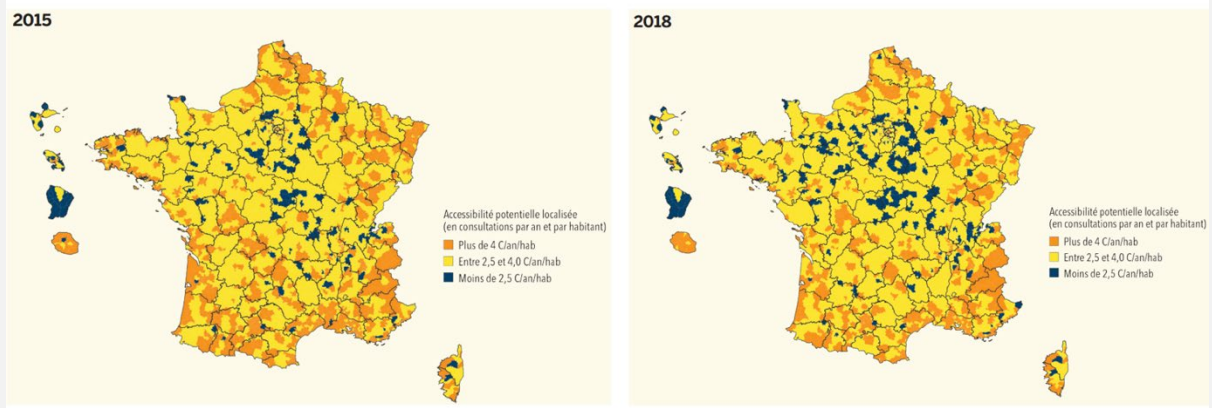 2015
Accessibilité potentielle localisée
(en consultations par an et par habitant)
Plus de 4 C/an/hab
Entre 2,5 et 4,0 C/an/hab
Moins de 2,5 C/an/hab
2018
Accessibilité potentielle localisée
(en consultations par an et par habitant)
Plus de 4 C/an/hab
Entre 2,5 et 4,0 C/an/hab
Moins de 2,5 C/an/hab